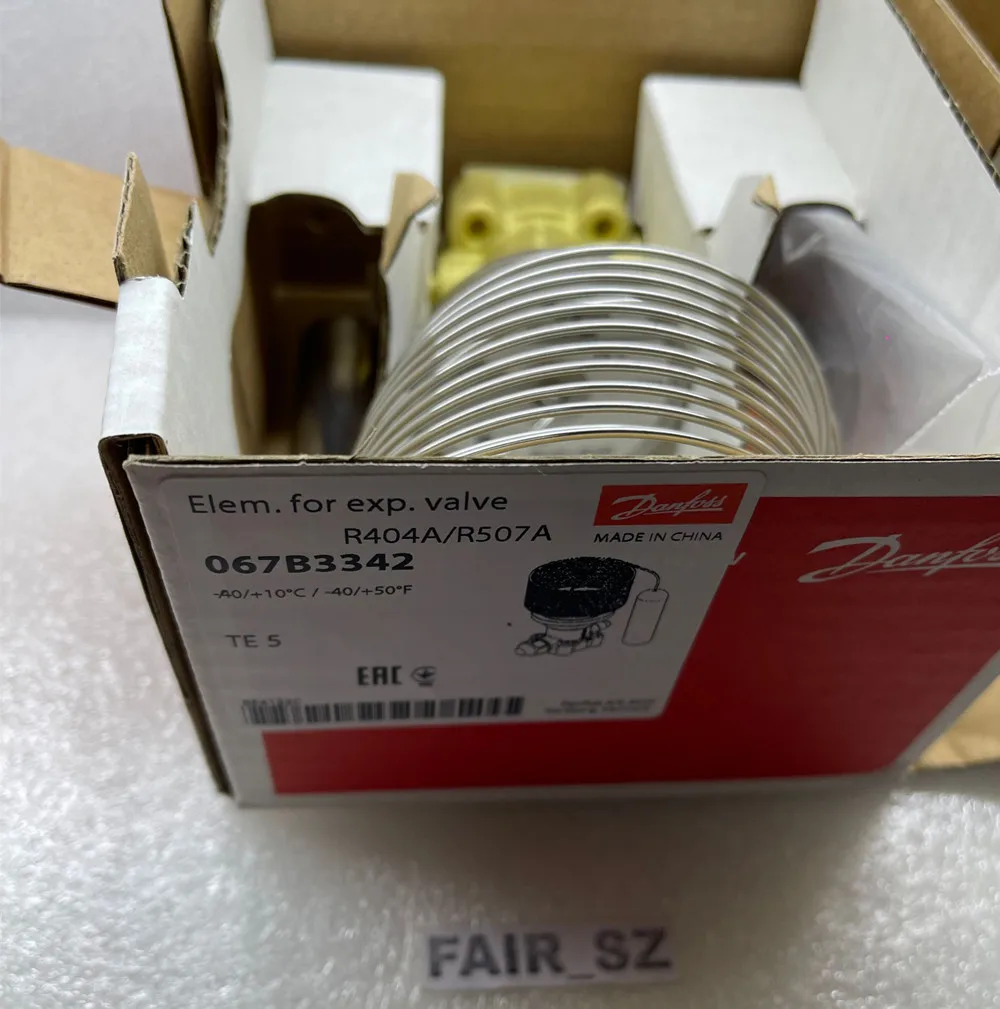 Elem. for exp. valve
R404A/R507A
067B3342
-40/+10°C / -40/+50°F
TE 5
EAC
Danfoss
MADE IN CHINA
Danfoss
FAIR_SZ